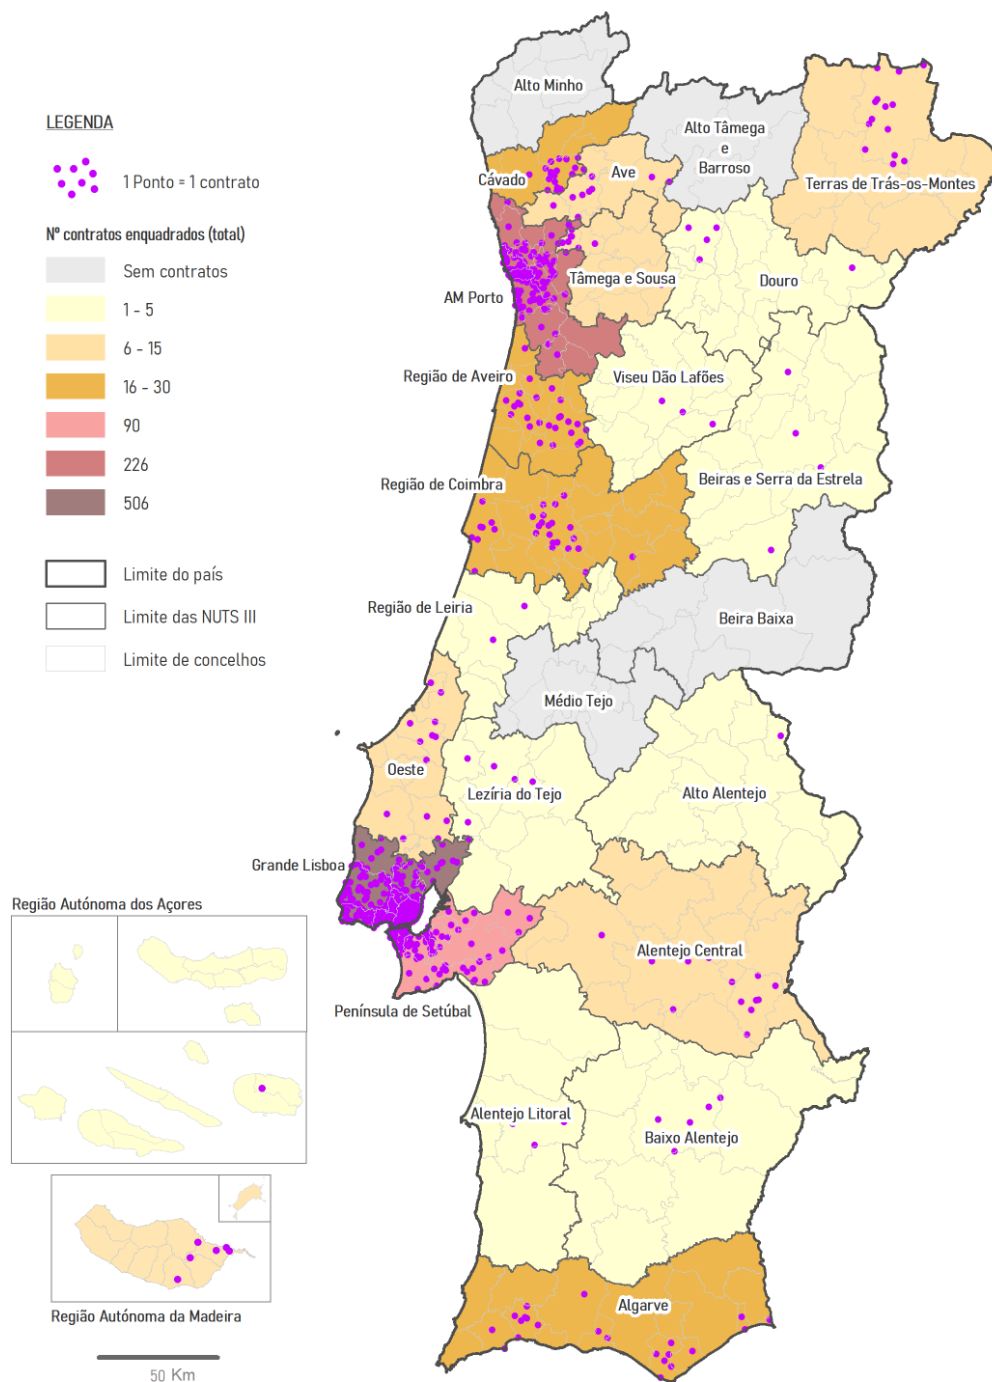 LEGENDA
1 Ponto = 1 contrato
Nº contratos enquadrados (total)
Sem contratos
1 - 5
6 - 15
16 - 30
90
226
506
Limite do país
Limite das NUTS III
Limite de concelhos
Alto Minho
Alto Tâmega
e
Barroso
Terras de Trás-os-Montes
Cávado
Ave
Tâmega e Sousa
Douro
AM Porto
Região de Aveiro
Viseu Dão Lafões
Região de Coimbra
Beiras e Serra da Estrela
Região de Leiria
Beira Baixa
Médio Tejo
Oeste
Lezíria do Tejo
Alto Alentejo
Grande Lisboa
Região Autónoma dos Açores
Alentejo Central
Península de Setúbal
Alentejo Litoral
Baixo Alentejo
Algarve
Região Autónoma da Madeira
50 Km